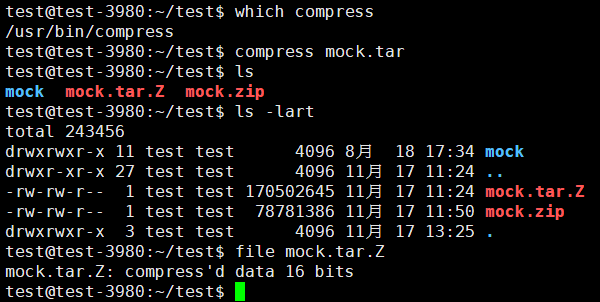 test@test-3980:~/test$ which compress
/usr/bin/compress
test@test-3980:~/test$ compress mock.tar
test@test-3980:~/test$ ls
mock  mock.tar.Z  mock.zip
test@test-3980:~/test$ ls -lart
total 243456
drwxrwxr-x 11 test test      4096 8月  18 17:34 mock
drwxr-xr-x 27 test test      4096 11月 17 11:24 ..
-rw-rw-r--  1 test test 170502645 11月 17 11:24 mock.tar.Z
-rw-rw-r--  1 test test  78781386 11月 17 11:50 mock.zip
drwxrwxr-x  3 test test      4096 11月 17 13:25 .
test@test-3980:~/test$ file mock.tar.Z
mock.tar.Z: compress'd data 16 bits
test@test-3980:~/test$